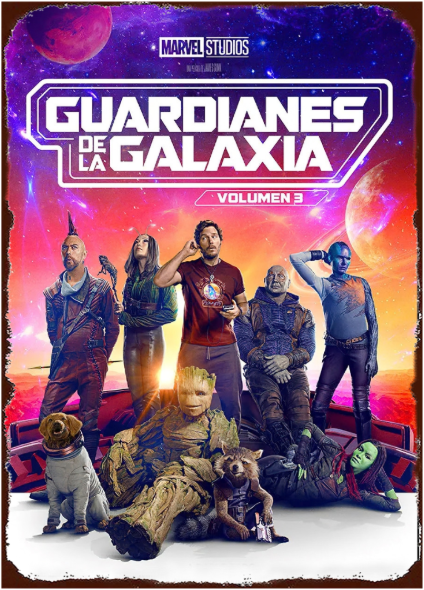 MARVEL STUDIOS
GUARDIANES
DE
LA GALAXIA
VOLUMEN 3